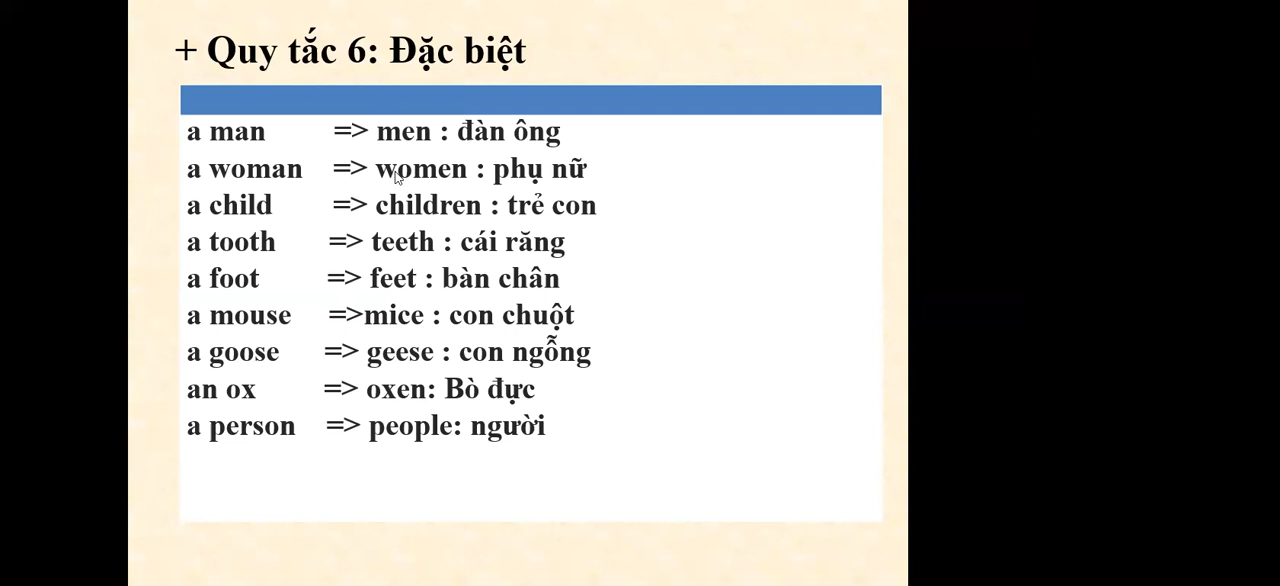 + Quy tắc 6: Đặc biệt
a man => men : đàn ông
a woman => women : phụ nữ
a child => children : trẻ con
a tooth => teeth : cái răng
a foot => feet : bàn chân
a mouse =>mice : con chuột
a goose => geese : con ngỗng
an ox => oxen: Bò đực
a person => people: người